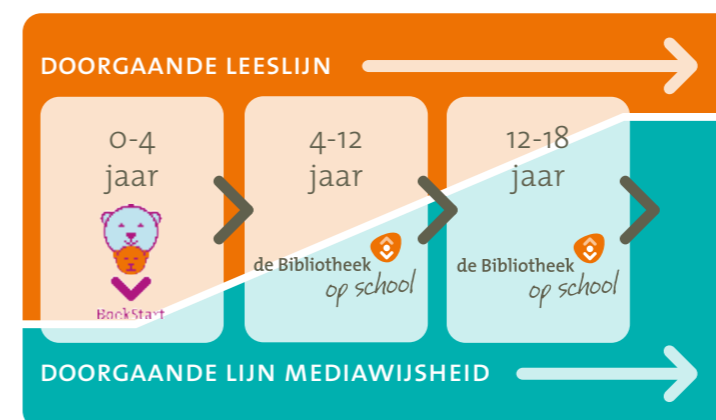 DOORGAANDE LEESLIJN
0-4
jaar
BookStart
4-12
jaar
de Bibliotheek
op school
12-18
jaar
de Bibliotheek
op school
DOORGAANDE LIJN MEDIAWIJSHEID